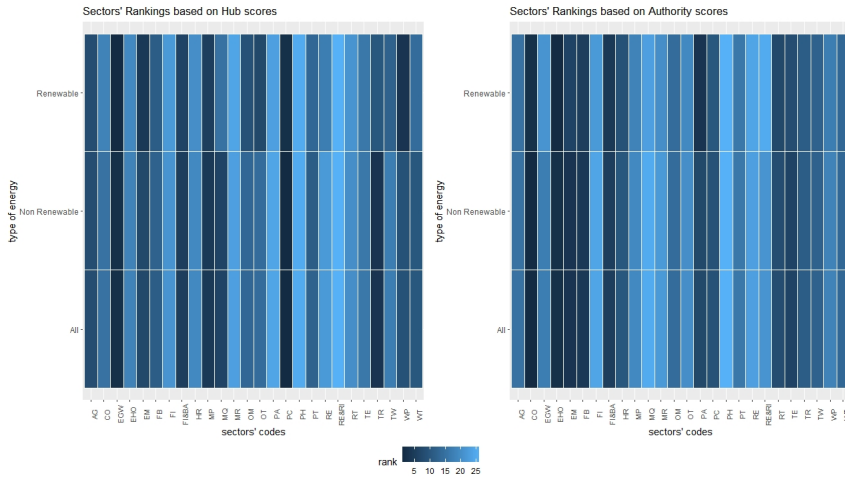 Sectors' Rankings based on Hub scores
Renewable
Non Renewable
All
type of energy
AG CO EGW EHO EM FB FI FI&BA HR MP MQ MR OM OT PA PC PH PT RE RE&RI RT TE TR TW WP WT
sectors' codes
Sectors' Rankings based on Authority scores
Renewable
Non Renewable
All
type of energy
AG CO EGW EHO EM FB FI FI&BA HR MP MQ MR OM OT PA PC PH PT RE RE&RI RT TE TR TW WP
sectors' codes
rank
5 10 15 20 25